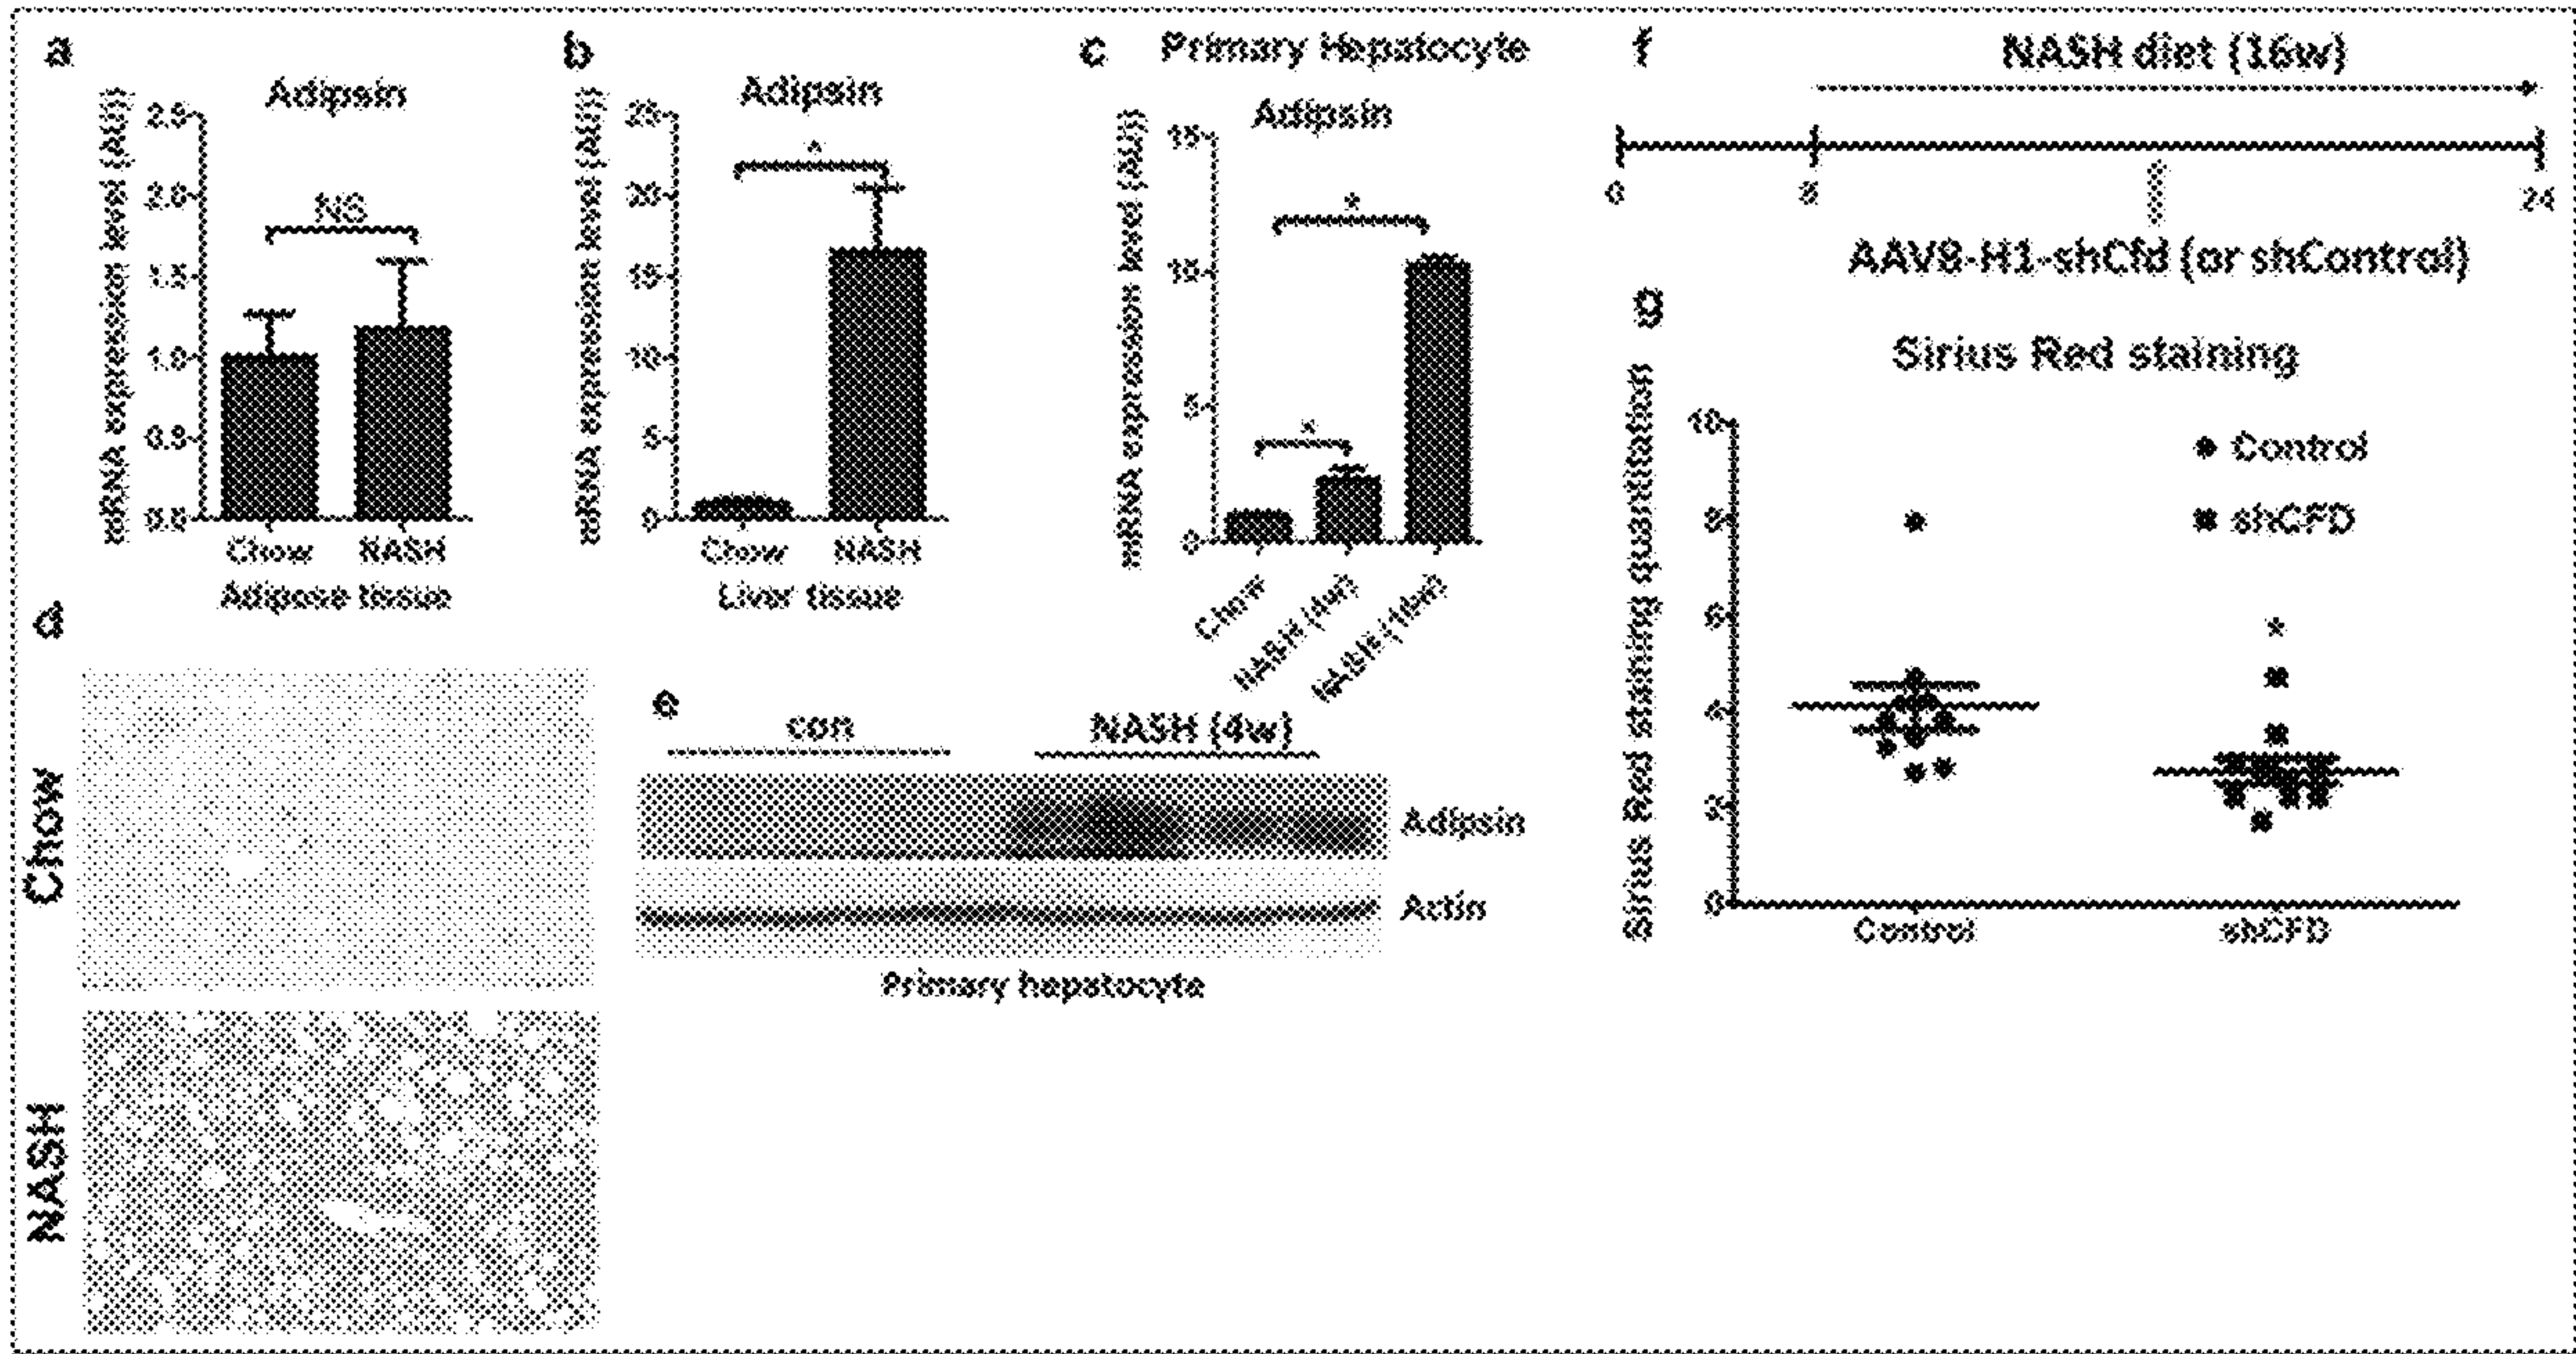 a
Adipsin
mRNA expression level (AU)
2.5
2.0
1.5
1.0
0.5
0.0
NS
Chow NASH
Adipose tissue
b
Adipsin
mRNA expression level (AU)
25
20
15
10
5
0
*
Chow NASH
Liver tissue
c
Primary Hepatocyte
Adipsin
mRNA expression level (AU)
15
10
5
0
*
*
Chow
NASH (4w)
NASH (16w)
d
Chow
NASH
e
con NASH (4w)
Adipsin
Actin
Primary hepatocyte
f
NASH diet (16w)
0 8 24
AAV8-H1-shCfd (or shControl)
g
Sirius Red staining
Sirius Red staining quantitation
10
8
6
4
2
0
Control
shCFD
*
Control shCFD